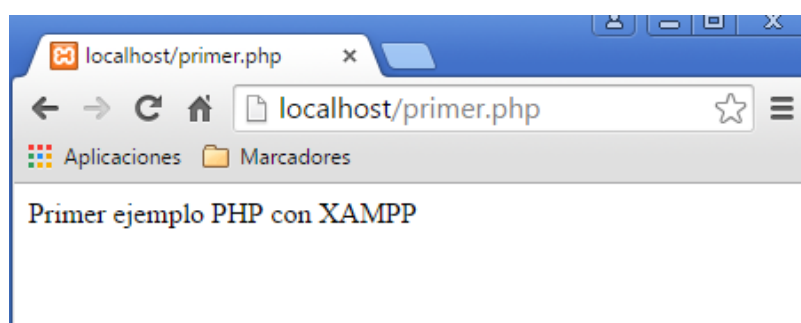 localhost/primer.php
localhost/primer.php
Aplicaciones Marcadores
Primer ejemplo PHP con XAMPP